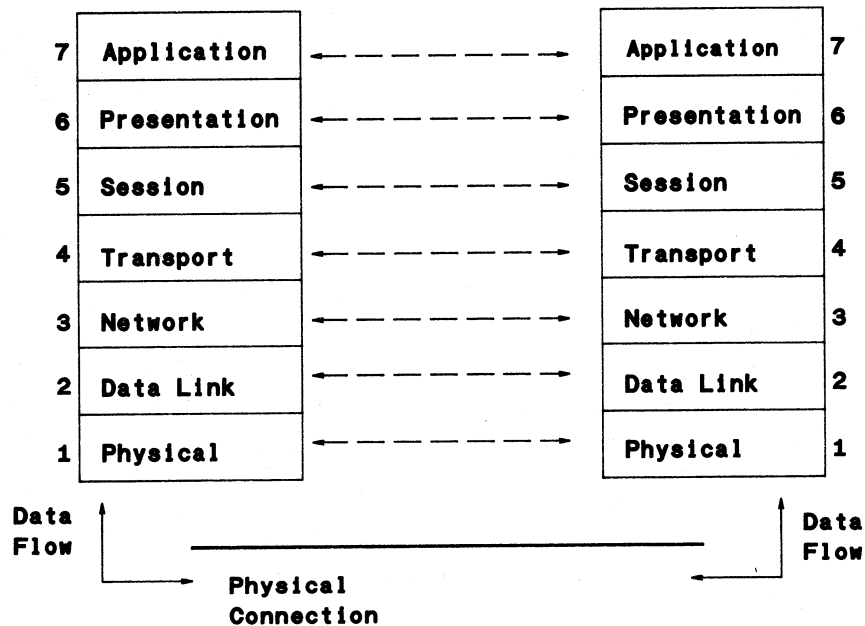 7 Application Application 7
6 Presentation Presentation 6
5 Session Session 5
4 Transport Transport 4
3 Network Network 3
2 Data Link Data Link 2
1 Physical Physical 1
Data
Flow
Data
Flow
Physical
Connection